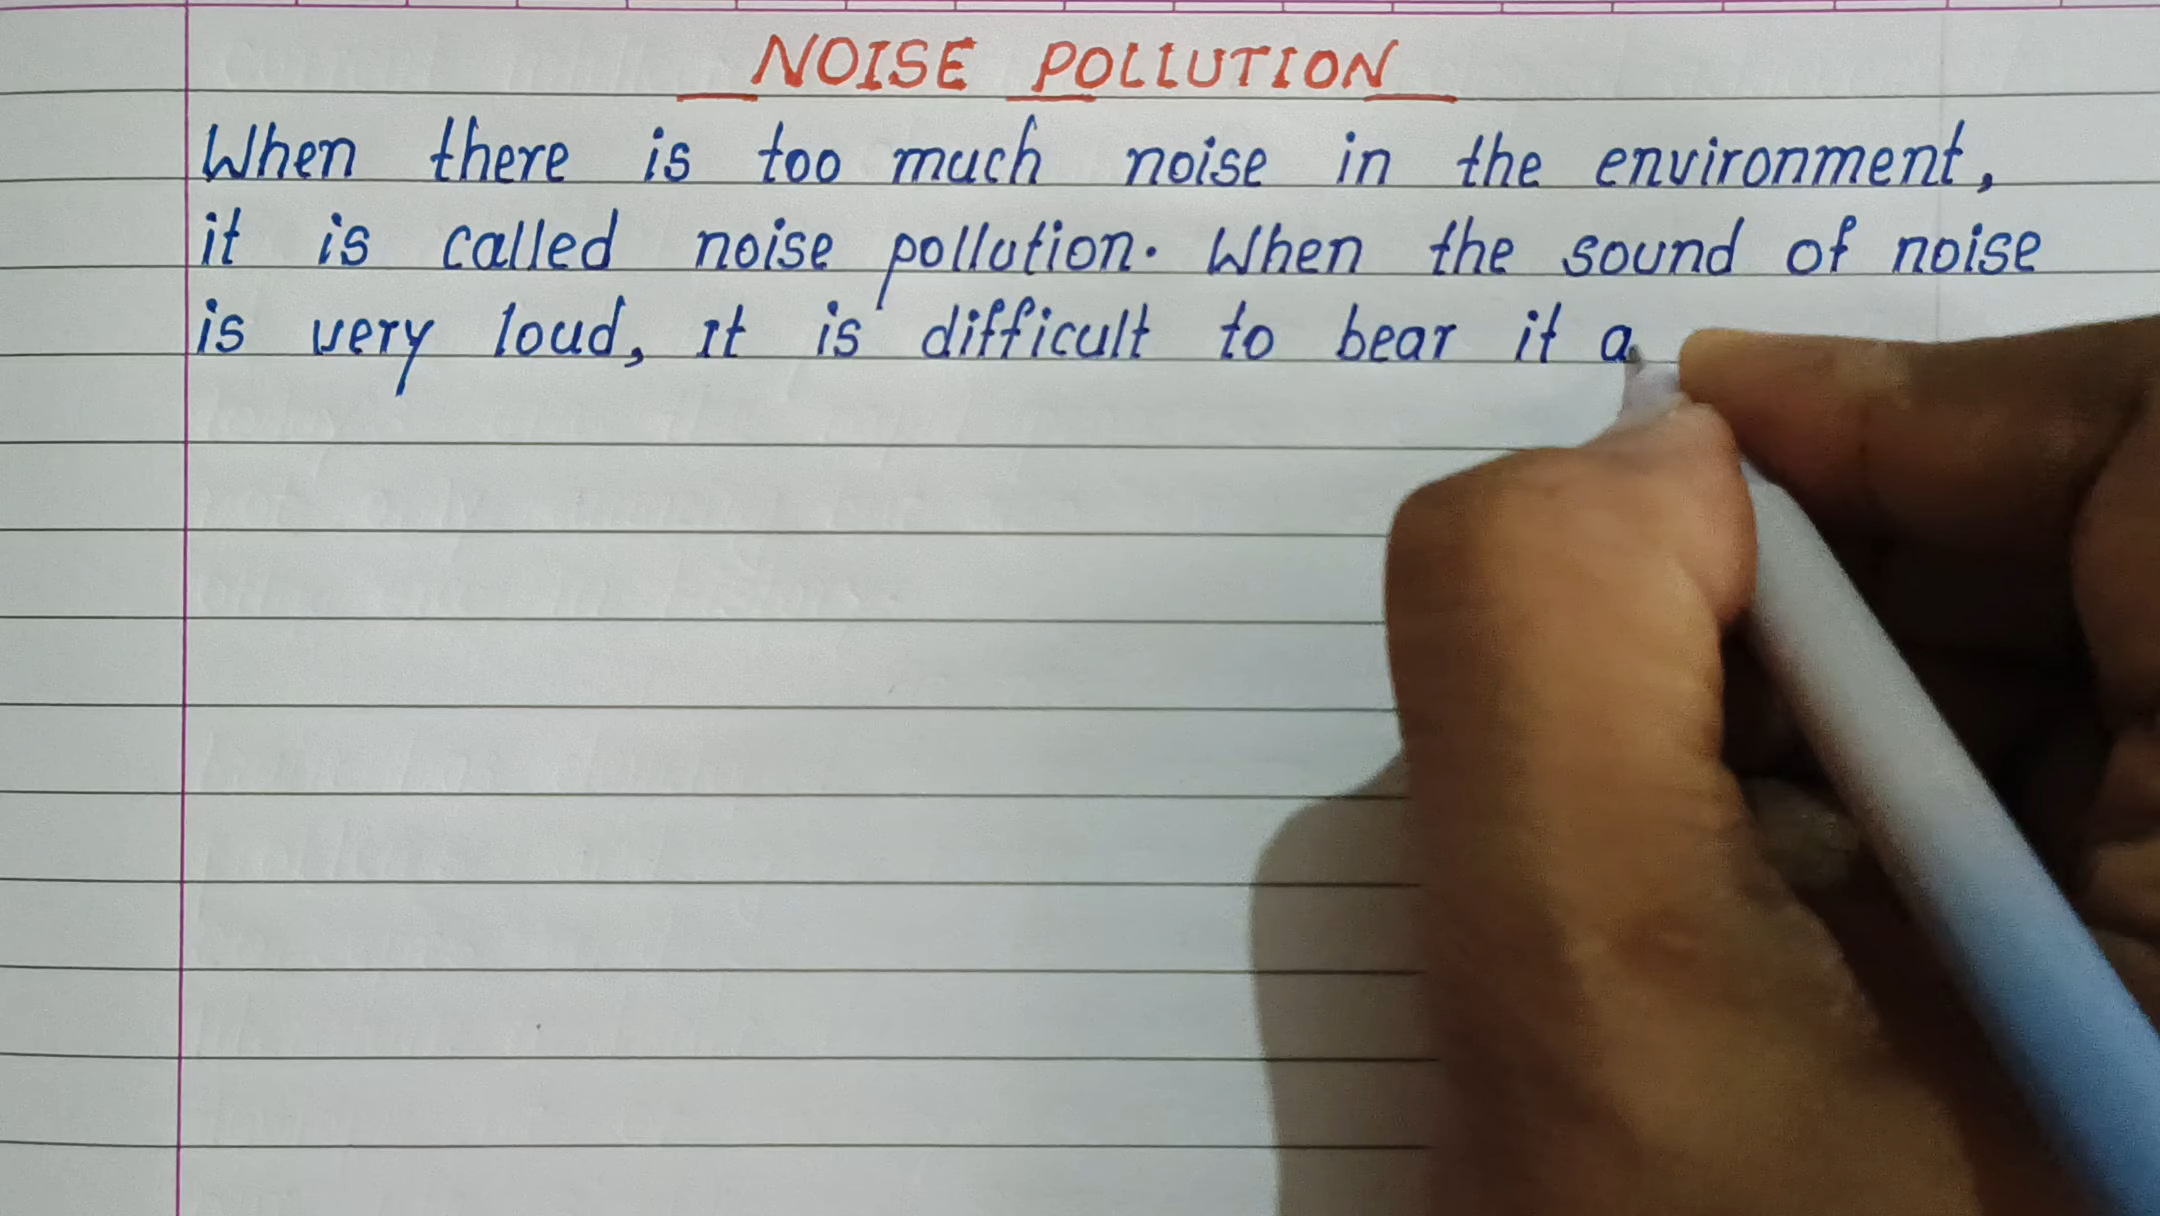 NOISE POLLUTION
When there is too much noise in the environment,
it is called noise pollution. When the sound of noise
is very loud, It is difficult to bear it a